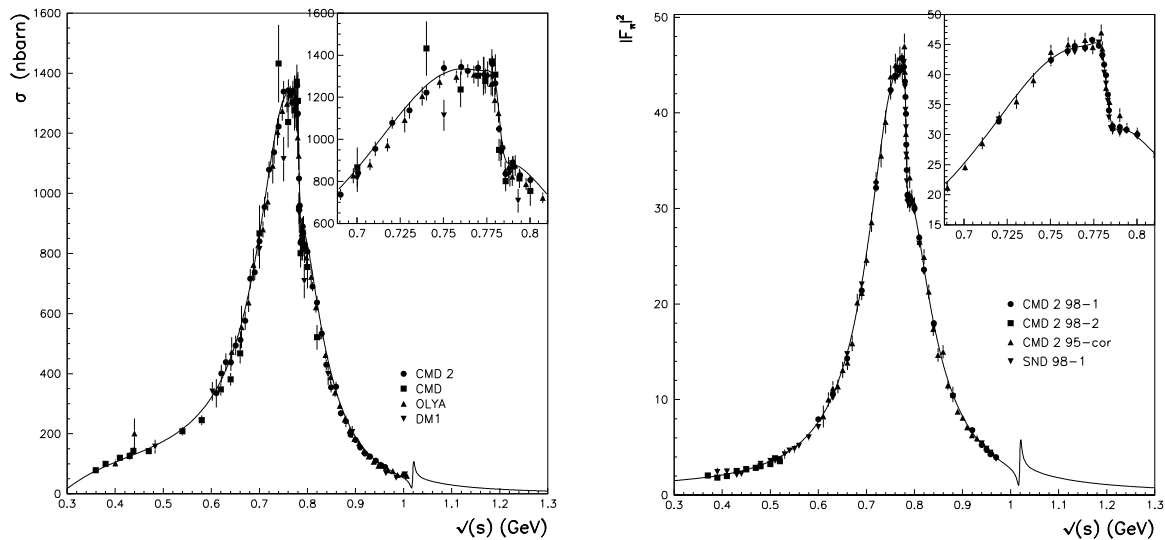 σ (nbarn)
1600
1400
1200
1000
800
600
400
200
0
0.3 0.4 0.5 0.6 0.7 0.8 0.9 1 1.1 1.2 1.3
√(s) (GeV)
1600
1400
1200
1000
800
600
0.7 0.725 0.75 0.775 0.8
CMD 2
CMD
OLYA
DM1
|Fπ|²
50
40
30
20
10
0
0.3 0.4 0.5 0.6 0.7 0.8 0.9 1 1.1 1.2 1.3
√(s) (GeV)
50
45
40
35
30
25
20
15
0.7 0.725 0.75 0.775 0.8
CMD 2 98-1
CMD 2 98-2
CMD 2 95-cor
SND 98-1